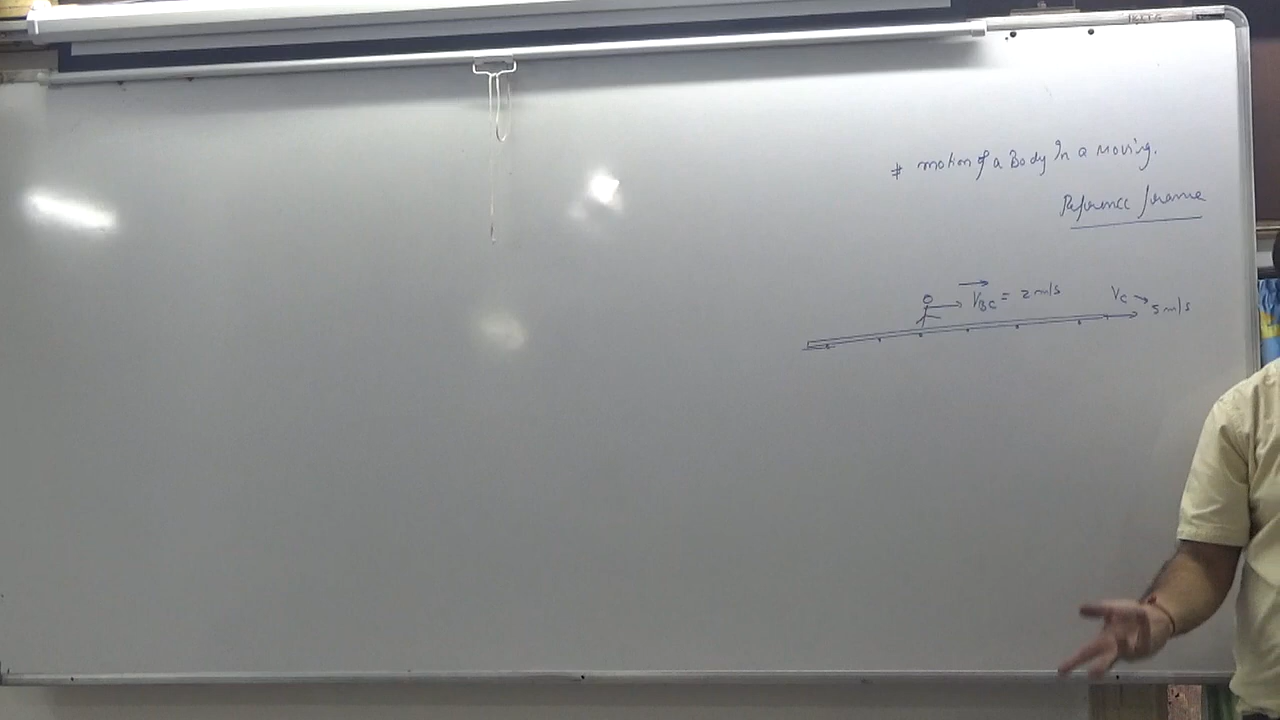 # motion of a Body In a moving.
Reference frame
V_BC = 2 m/s
V_C → 5 m/s